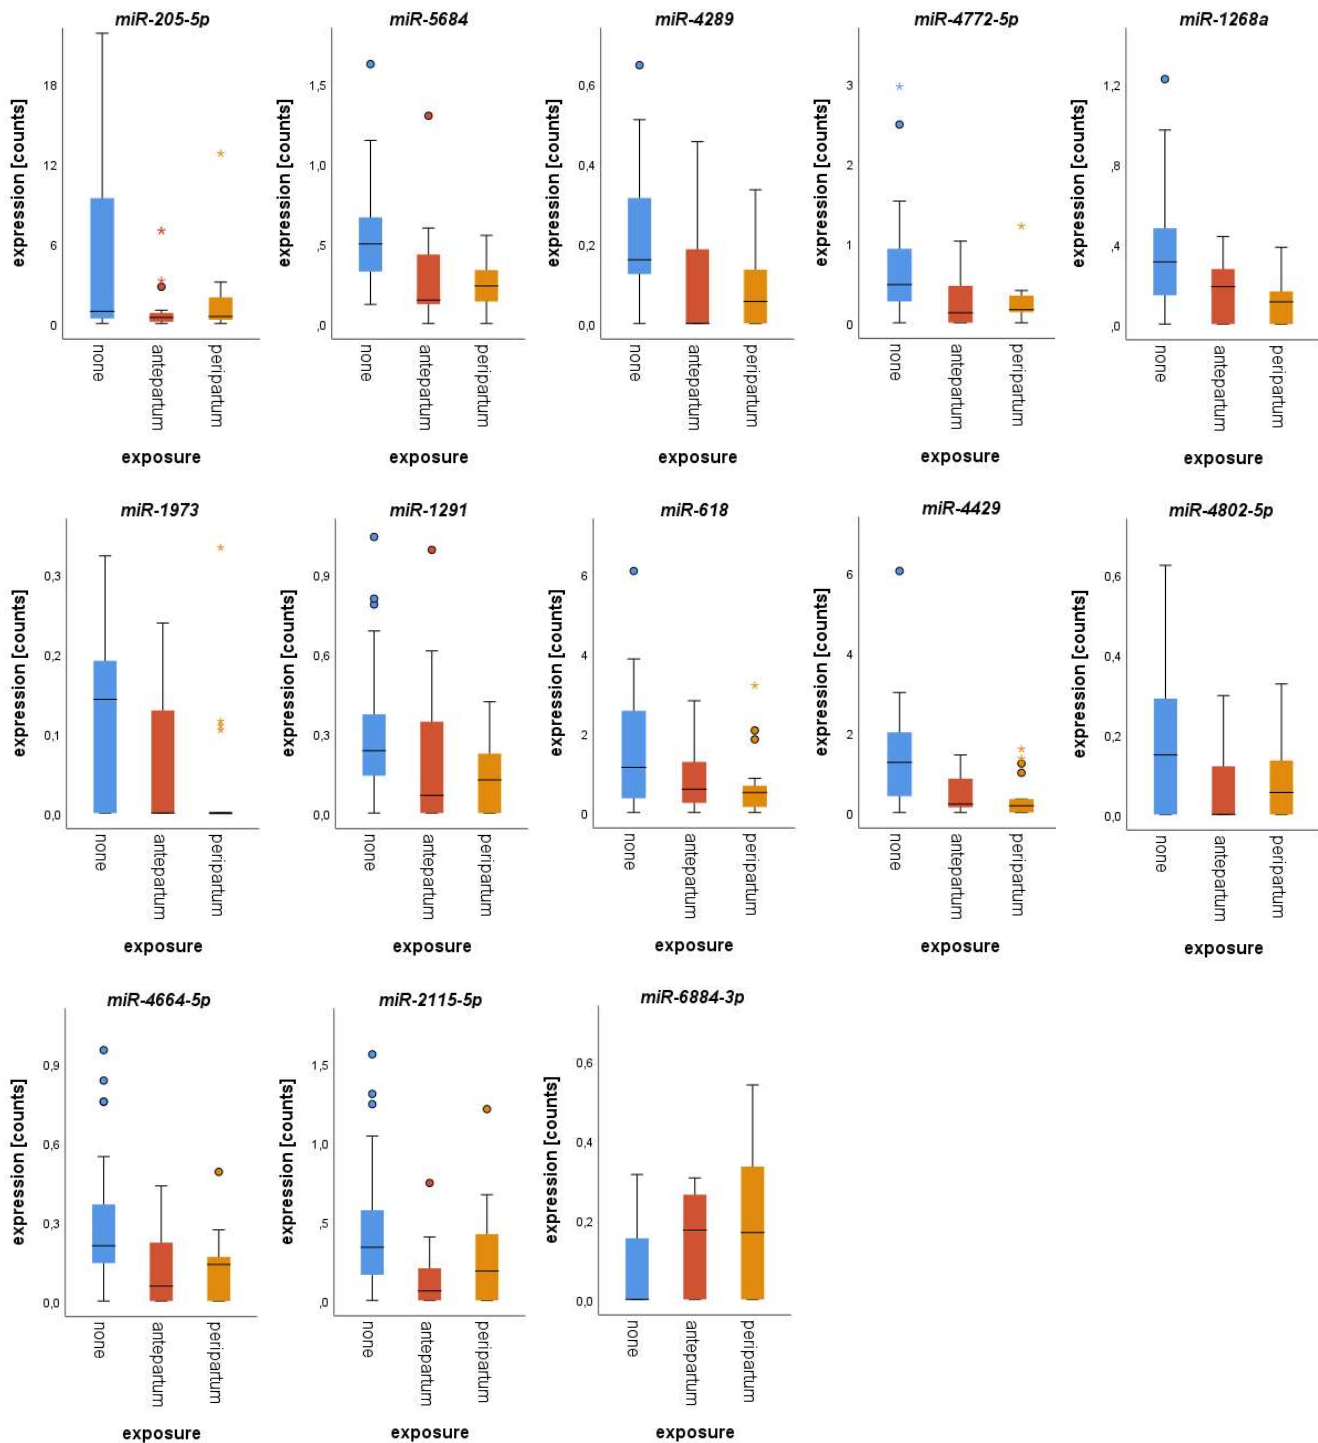 miR-205-5p
expression [counts]
18
12
6
0
none
antepartum
peripartum
exposure
miR-5684
expression [counts]
1,5
1,0
,5
,0
none
antepartum
peripartum
exposure
miR-4289
expression [counts]
0,6
0,4
0,2
0,0
none
antepartum
peripartum
exposure
miR-4772-5p
expression [counts]
3
2
1
0
none
antepartum
peripartum
exposure
miR-1268a
expression [counts]
1,2
,8
,4
,0
none
antepartum
peripartum
exposure
miR-1973
expression [counts]
0,3
0,2
0,1
0,0
none
antepartum
peripartum
exposure
miR-1291
expression [counts]
0,9
0,6
0,3
0,0
none
antepartum
peripartum
exposure
miR-618
expression [counts]
6
4
2
0
none
antepartum
peripartum
exposure
miR-4429
expression [counts]
6
4
2
0
none
antepartum
peripartum
exposure
miR-4802-5p
expression [counts]
0,6
0,4
0,2
0,0
none
antepartum
peripartum
exposure
miR-4664-5p
expression [counts]
0,9
0,6
0,3
0,0
none
antepartum
peripartum
exposure
miR-2115-5p
expression [counts]
1,5
1,0
,5
,0
none
antepartum
peripartum
exposure
miR-6884-3p
expression [counts]
0,6
0,4
0,2
0,0
none
antepartum
peripartum
exposure